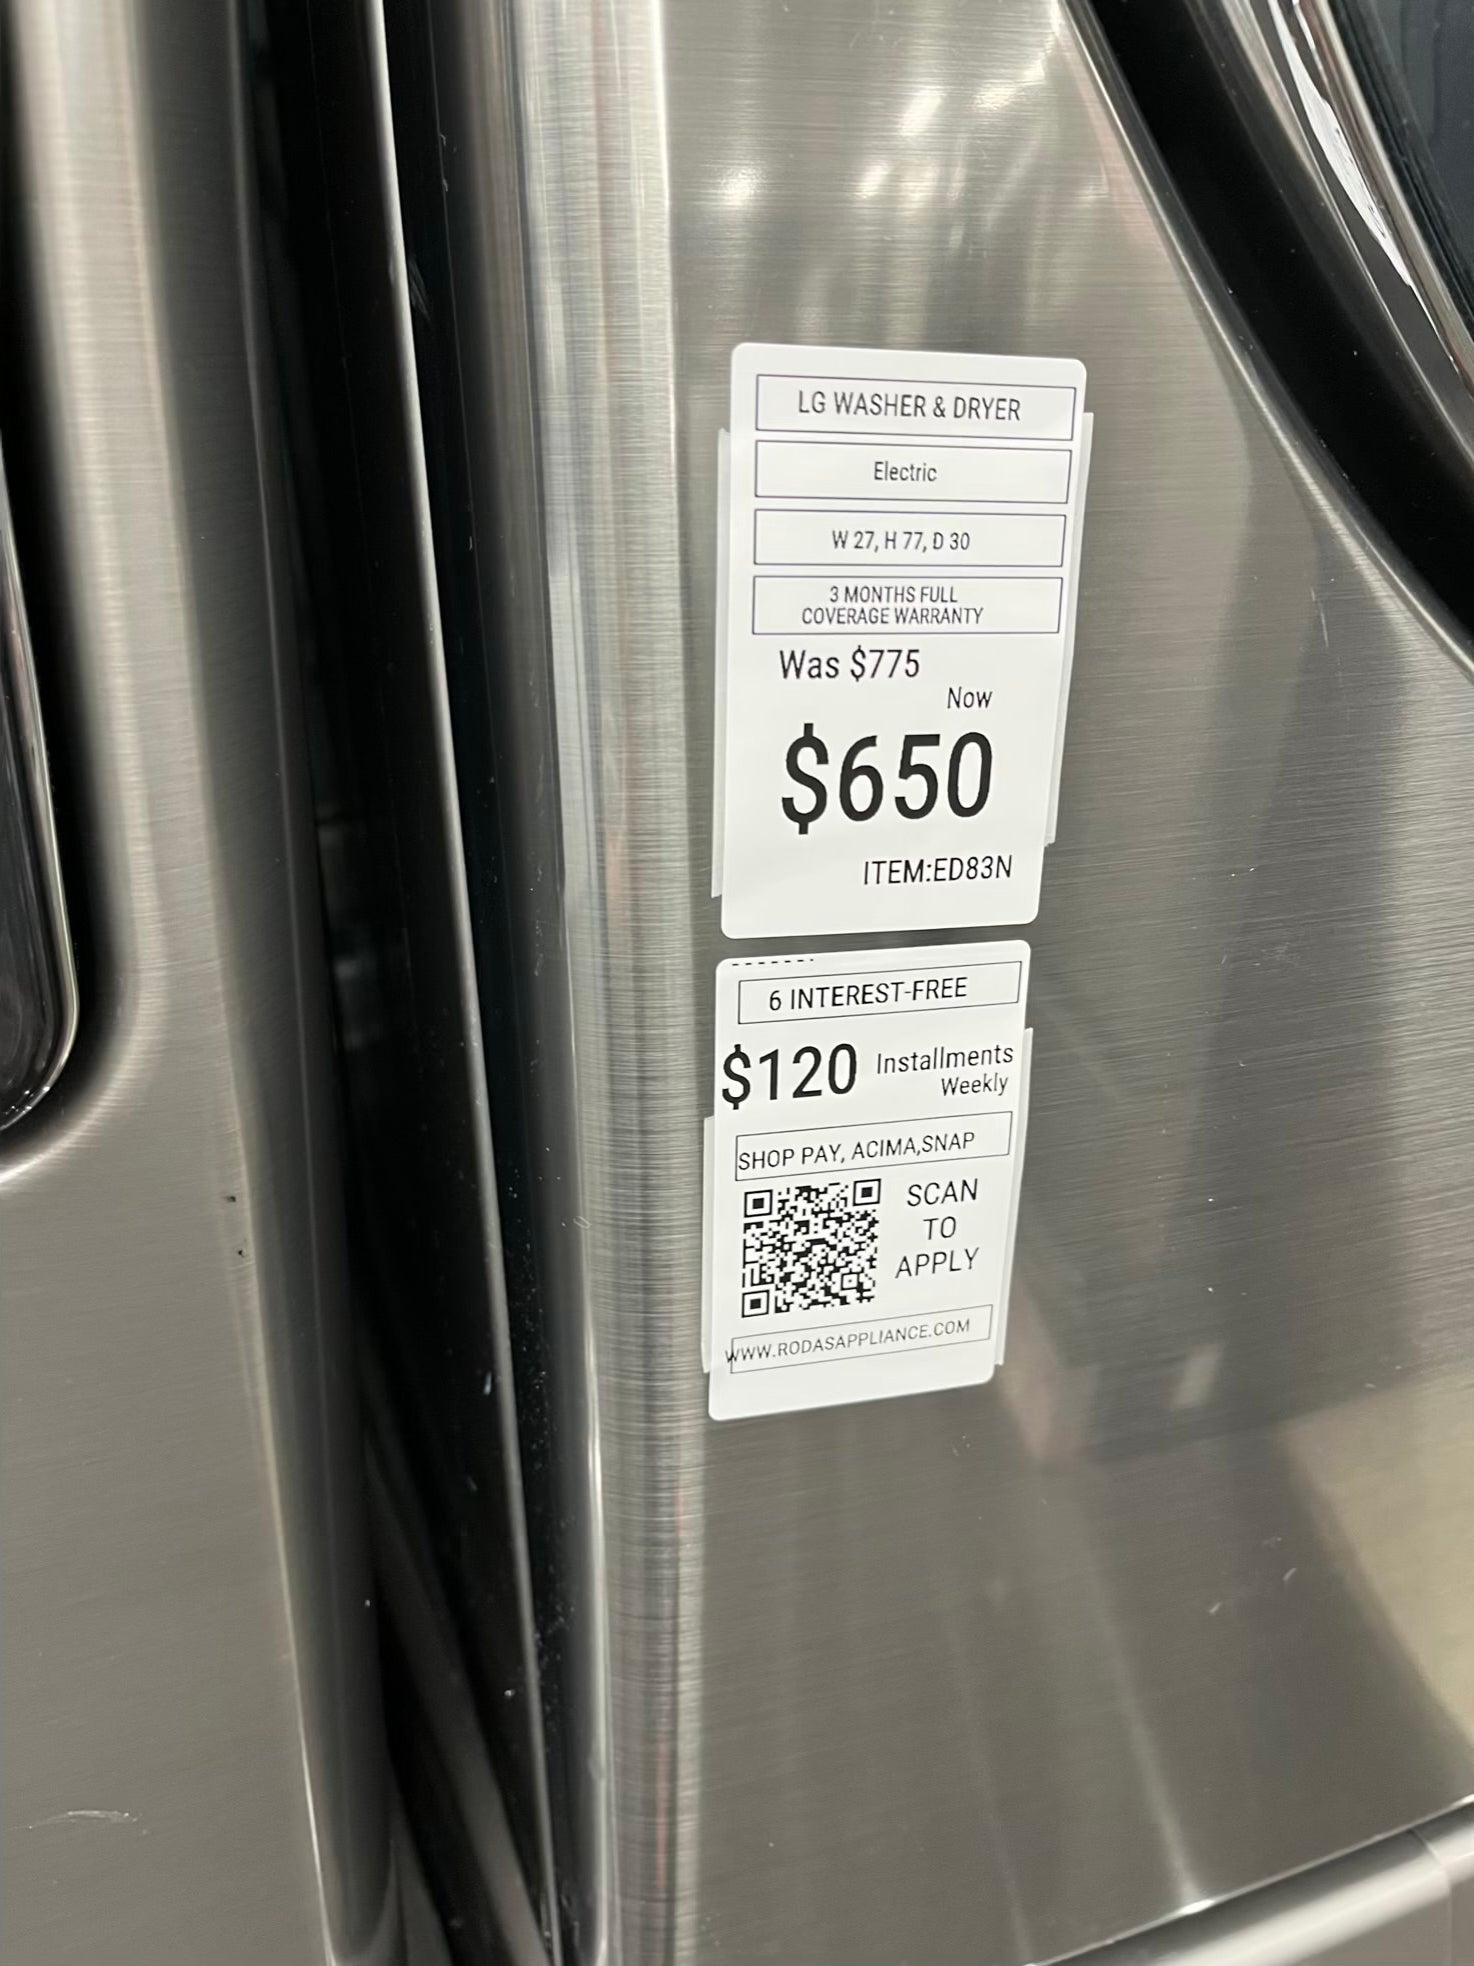 LG WASHER & DRYER
Electric
W 27, H 77, D 30
3 MONTHS FULL
COVERAGE WARRANTY
Was $775
Now
$650
ITEM:ED83N
6 INTEREST-FREE
$120 Installments
Weekly
SHOP PAY, ACIMA,SNAP
SCAN
TO
APPLY
WWW.RODASAPPLIANCE.COM